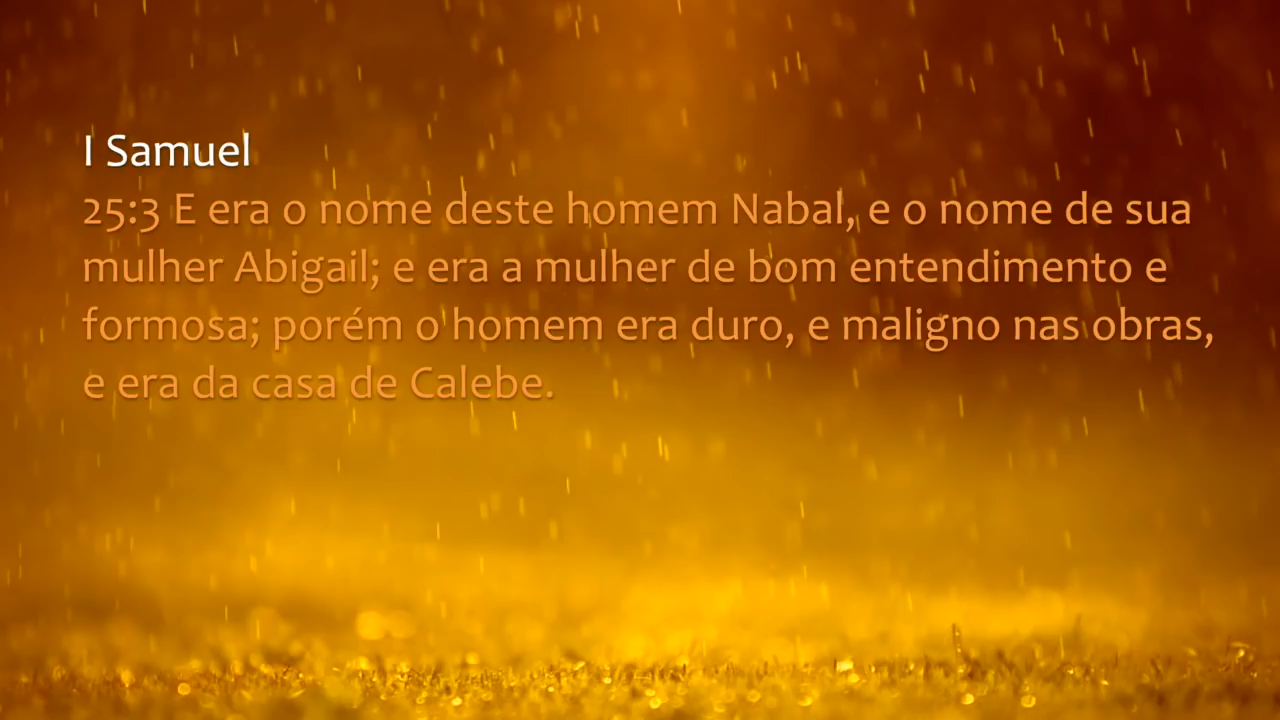 I Samuel
25:3 E era o nome deste homem Nabal, e o nome de sua
mulher Abigail; e era a mulher de bom entendimento e
formosa; porém o homem era duro, e maligno nas obras,
e era da casa de Calebe.